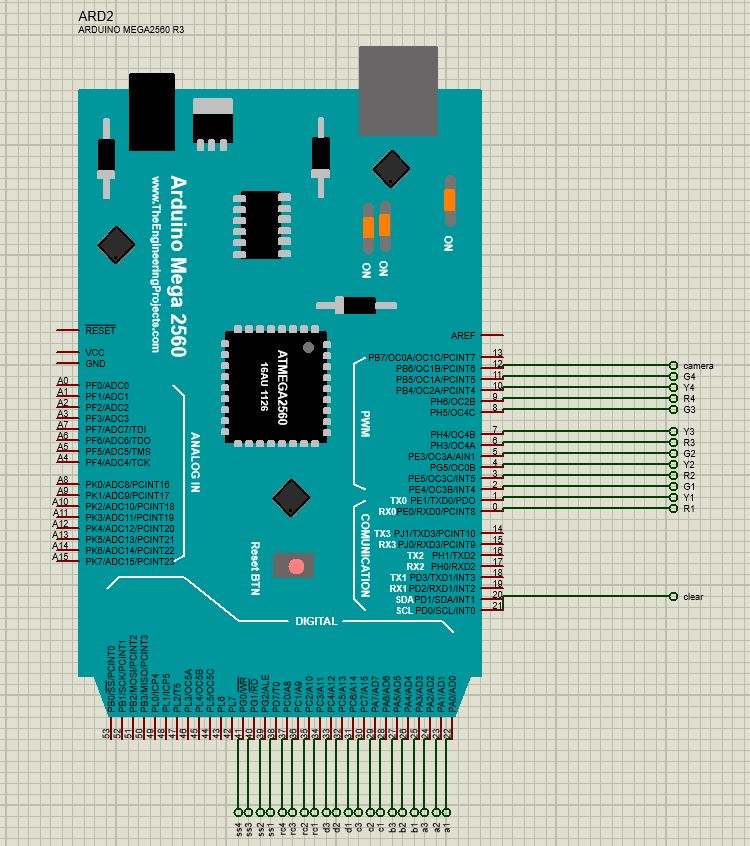 ARD2
ARDUINO MEGA2560 R3
Arduino Mega 2560
www.TheEngineeringProjects.com
ON
ON
ON
ATMEGA2560
16AU 1126
RESET
VCC
GND
A0 PF0/ADC0
A1 PF1/ADC1
A2 PF2/ADC2
A3 PF3/ADC3
A7 PF7/ADC7/TDI
A6 PF6/ADC6/TDO
A5 PF5/ADC5/TMS
A4 PF4/ADC4/TCK
A8 PK0/ADC8/PCINT16
A9 PK1/ADC9/PCINT17
A10 PK2/ADC10/PCINT18
A11 PK3/ADC11/PCINT19
A12 PK4/ADC12/PCINT20
A13 PK5/ADC13/PCINT21
A14 PK6/ADC14/PCINT22
A15 PK7/ADC15/PCINT23
ANALOG IN
AREF
PB7/OC0A/OC1C/PCINT7 13
PB6/OC1B/PCINT6 12 camera
PB5/OC1A/PCINT5 11 G4
PB4/OC2A/PCINT4 10 Y4
PH6/OC2B 9 R4
PH5/OC4C 8 G3
PH4/OC4B 7 Y3
PH3/OC4A 6 R3
PE3/OC3A/AIN1 5 G2
PG5/OC0B 4 Y2
PE5/OC3C/INT5 3 R2
PE4/OC3B/INT4 2 G1
TX0 PE1/TXD0/PDO 1 Y1
RX0 PE0/RXD0/PCINT8 0 R1
PWM
TX3 PJ1/TXD3/PCINT10 14
RX3 PJ0/RXD3/PCINT9 15
TX2 PH1/TXD2 16
RX2 PH0/RXD2 17
TX1 PD3/TXD1/INT3 18
RX1 PD2/RXD1/INT2 19
SDA PD1/SDA/INT1 20 clear
SCL PD0/SCL/INT0 21
COMUNICATION
Reset BTN
DIGITAL
PB0/SS/PCINT0 53
PB1/SCK/PCINT1 52
PB2/MOSI/PCINT2 51
PB3/MISO/PCINT3 50
PL0/ICP4 49
PL1/ICP5 48
PL2/T5 47
PL3/OC5A 46
PL4/OC5B 45
PL5/OC5C 44
PL6 43
PL7 42
PG0/WR 41 ss4
PG1/RD 40 ss3
PG2/ALE 39 ss2
PD7/T0 38 ss1
PC0/A8 37 rc4
PC1/A9 36 rc3
PC2/A10 35 rc2
PC3/A11 34 rc1
PC4/A12 33 d3
PC5/A13 32 d2
PC6/A14 31 d1
PC7/A15 30 c3
PA7/AD7 29 c2
PA6/AD6 28 c1
PA5/AD5 27 b3
PA4/AD4 26 b2
PA3/AD3 25 b1
PA2/AD2 24 a3
PA1/AD1 23 a2
PA0/AD0 22 a1